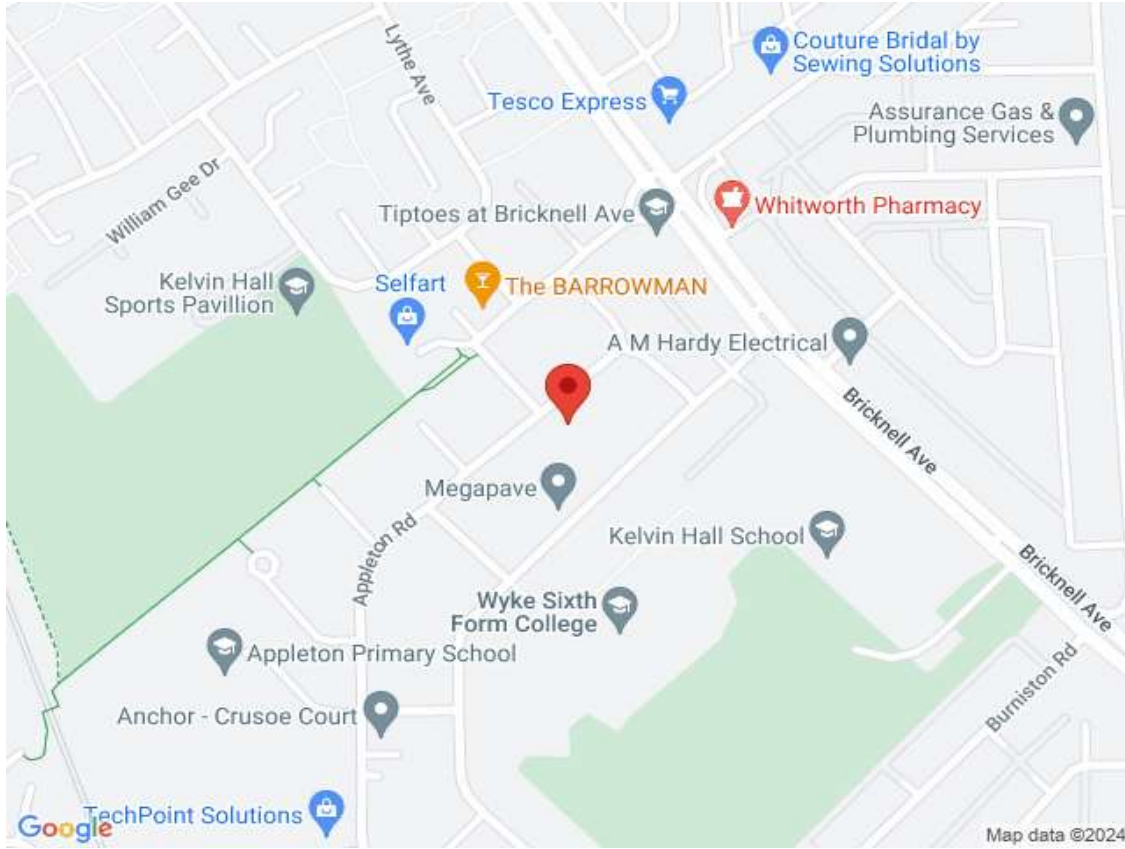 Lythe Ave
Couture Bridal by
Sewing Solutions
Tesco Express
Assurance Gas &
Plumbing Services
William Gee Dr
Tiptoes at Bricknell Ave
Whitworth Pharmacy
Kelvin Hall
Sports Pavillion
Selfart
The BARROWMAN
A M Hardy Electrical
Bricknell Ave
Megapave
Appleton Rd
Kelvin Hall School
Bricknell Ave
Wyke Sixth
Form College
Appleton Primary School
Burniston Rd
Anchor - Crusoe Court
TechPoint Solutions
Google
Map data ©2024